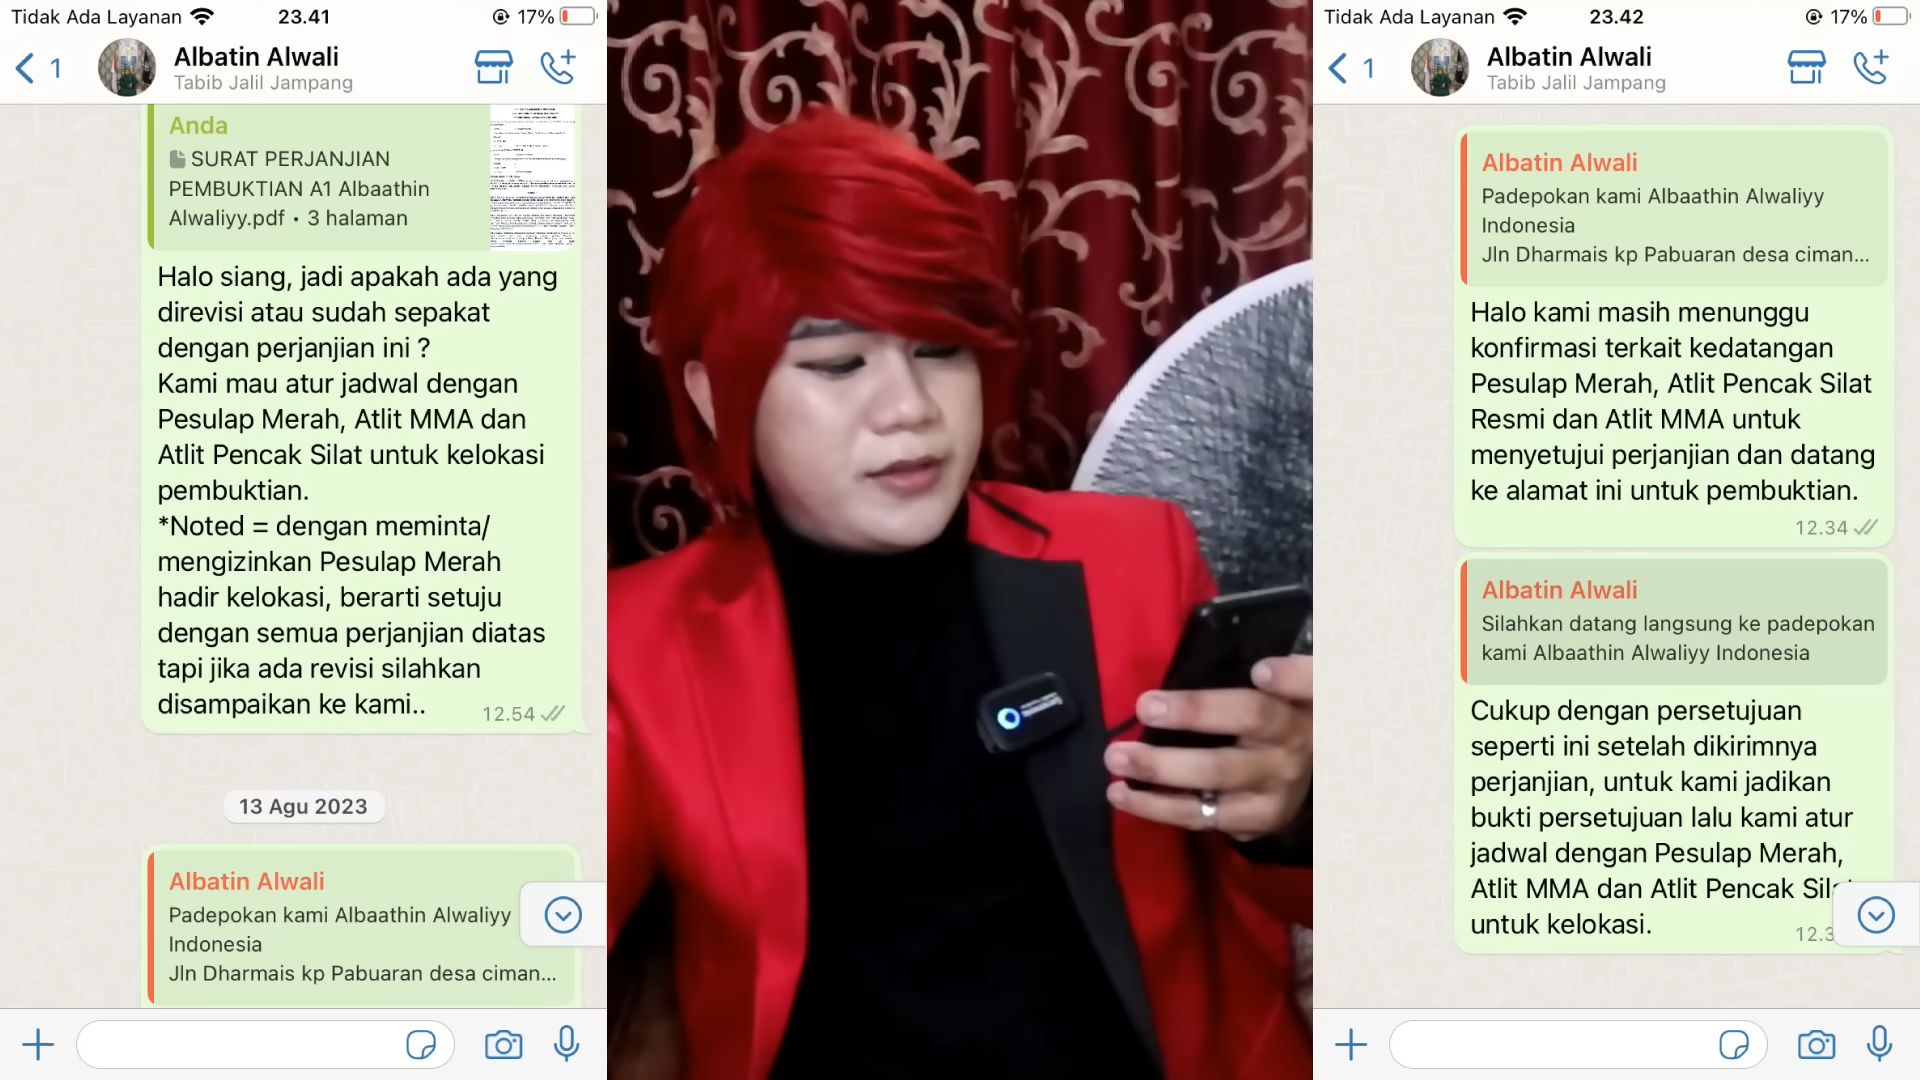 Tidak Ada Layanan
23.41
17%
1
Albatin Alwali
Tabib Jalil Jampang
Anda
SURAT PERJANJIAN
PEMBUKTIAN A1 Albaathin
Alwaliyy.pdf • 3 halaman
Halo siang, jadi apakah ada yang
direvisi atau sudah sepakat
dengan perjanjian ini ?
Kami mau atur jadwal dengan
Pesulap Merah, Atlit MMA dan
Atlit Pencak Silat untuk kelokasi
pembuktian.
*Noted = dengan meminta/
mengizinkan Pesulap Merah
hadir kelokasi, berarti setuju
dengan semua perjanjian diatas
tapi jika ada revisi silahkan
disampaikan ke kami..
12.54
13 Agu 2023
Albatin Alwali
Padepokan kami Albaathin Alwaliyy
Indonesia
Jln Dharmais kp Pabuaran desa ciman...
Tidak Ada Layanan
23.42
17%
1
Albatin Alwali
Tabib Jalil Jampang
Albatin Alwali
Padepokan kami Albaathin Alwaliyy
Indonesia
Jln Dharmais kp Pabuaran desa ciman...
Halo kami masih menunggu
konfirmasi terkait kedatangan
Pesulap Merah, Atlit Pencak Silat
Resmi dan Atlit MMA untuk
menyetujui perjanjian dan datang
ke alamat ini untuk pembuktian.
12.34
Albatin Alwali
Silahkan datang langsung ke padepokan
kami Albaathin Alwaliyy Indonesia
Cukup dengan persetujuan
seperti ini setelah dikirimnya
perjanjian, untuk kami jadikan
bukti persetujuan lalu kami atur
jadwal dengan Pesulap Merah,
Atlit MMA dan Atlit Pencak Silat
untuk kelokasi.